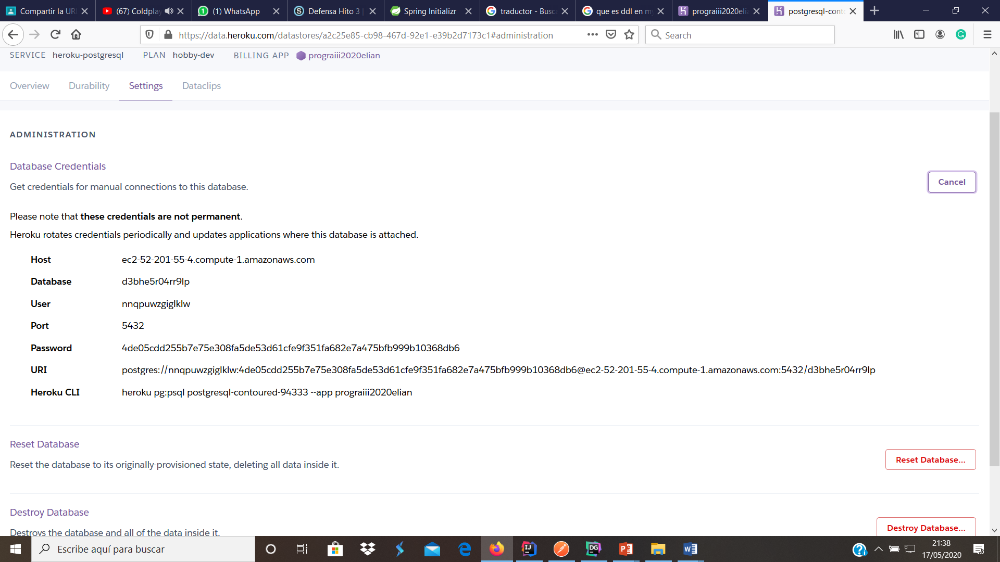 Compartir la UR
(67) Coldplay
(1) WhatsApp
Defensa Hito 3 |
Spring Initializr
traductor - Busca
que es ddl en my
prograiii2020elia
postgresql-conto
https://data.heroku.com/datastores/a2c25e85-cb98-467d-92e1-e39b2d7173c1#administration
Search
SERVICE heroku-postgresql PLAN hobby-dev BILLING APP prograiii2020elian
Overview Durability Settings Dataclips
ADMINISTRATION
Database Credentials
Get credentials for manual connections to this database.
Cancel
Please note that these credentials are not permanent.
Heroku rotates credentials periodically and updates applications where this database is attached.
Host ec2-52-201-55-4.compute-1.amazonaws.com
Database d3bhe5r04rr9lp
User nnqpuwzgiglklw
Port 5432
Password 4de05cdd255b7e75e308fa5de53d61cfe9f351fa682e7a475bfb999b10368db6
URI postgres://nnqpuwzgiglklw:4de05cdd255b7e75e308fa5de53d61cfe9f351fa682e7a475bfb999b10368db6@ec2-52-201-55-4.compute-1.amazonaws.com:5432/d3bhe5r04rr9lp
Heroku CLI heroku pg:psql postgresql-contoured-94333 --app prograiii2020elian
Reset Database
Reset the database to its originally-provisioned state, deleting all data inside it.
Reset Database...
Destroy Database
Destroys the database and all of the data inside it.
Destroy Database...
Escribe aquí para buscar
21:38
17/05/2020